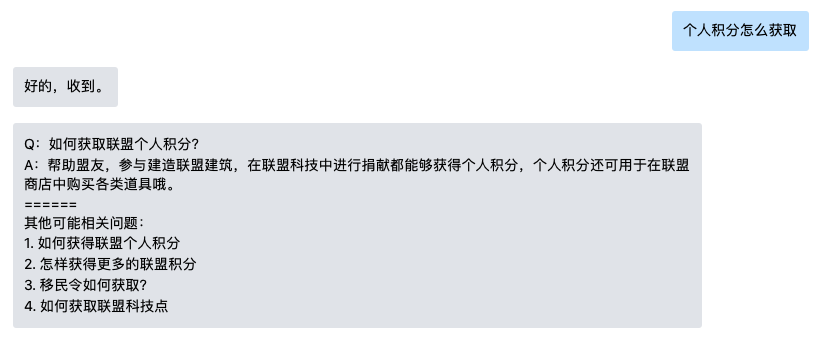 个人积分怎么获取
好的，收到。
Q：如何获取联盟个人积分？
A：帮助盟友，参与建造联盟建筑，在联盟科技中进行捐献都能够获得个人积分，个人积分还可用于在联盟
商店中购买各类道具哦。
======
其他可能相关问题：
1. 如何获得联盟个人积分
2. 怎样获得更多的联盟积分
3. 移民令如何获取?
4. 如何获取联盟科技点